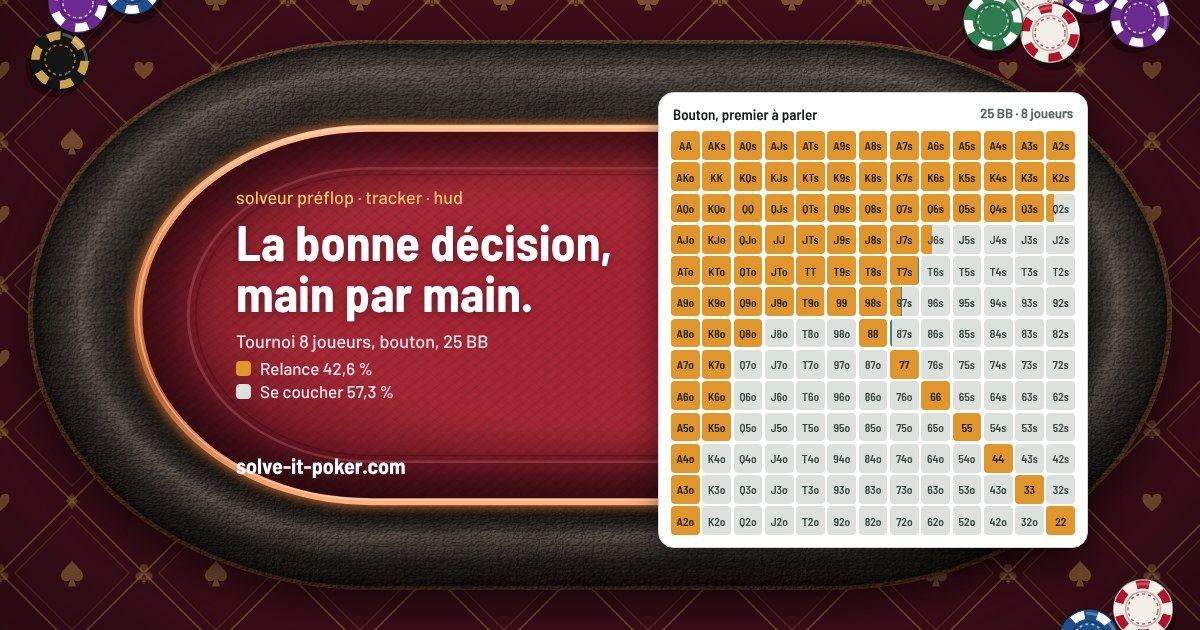 solveur préflop · tracker · hud
La bonne décision,
main par main.
Tournoi 8 joueurs, bouton, 25 BB
Relance 42,6 %
Se coucher 57,3 %
solve-it-poker.com
Bouton, premier à parler
25 BB · 8 joueurs
AA AKs AQs AJs ATs A9s A8s A7s A6s A5s A4s A3s A2s
AKo KK KQs KJs KTs K9s K8s K7s K6s K5s K4s K3s K2s
AQo KQo QQ QJs QTs Q9s Q8s Q7s Q6s Q5s Q4s Q3s Q2s
AJo KJo QJo JJ JTs J9s J8s J7s J6s J5s J4s J3s J2s
ATo KTo QTo JTo TT T9s T8s T7s T6s T5s T4s T3s T2s
A9o K9o Q9o J9o T9o 99 98s 97s 96s 95s 94s 93s 92s
A8o K8o Q8o J8o T8o 98o 88 87s 86s 85s 84s 83s 82s
A7o K7o Q7o J7o T7o 97o 87o 77 76s 75s 74s 73s 72s
A6o K6o Q6o J6o T6o 96o 86o 76o 66 65s 64s 63s 62s
A5o K5o Q5o J5o T5o 95o 85o 75o 65o 55 54s 53s 52s
A4o K4o Q4o J4o T4o 94o 84o 74o 64o 54o 44 43s 42s
A3o K3o Q3o J3o T3o 93o 83o 73o 63o 53o 43o 33 32s
A2o K2o Q2o J2o T2o 92o 82o 72o 62o 52o 42o 32o 22